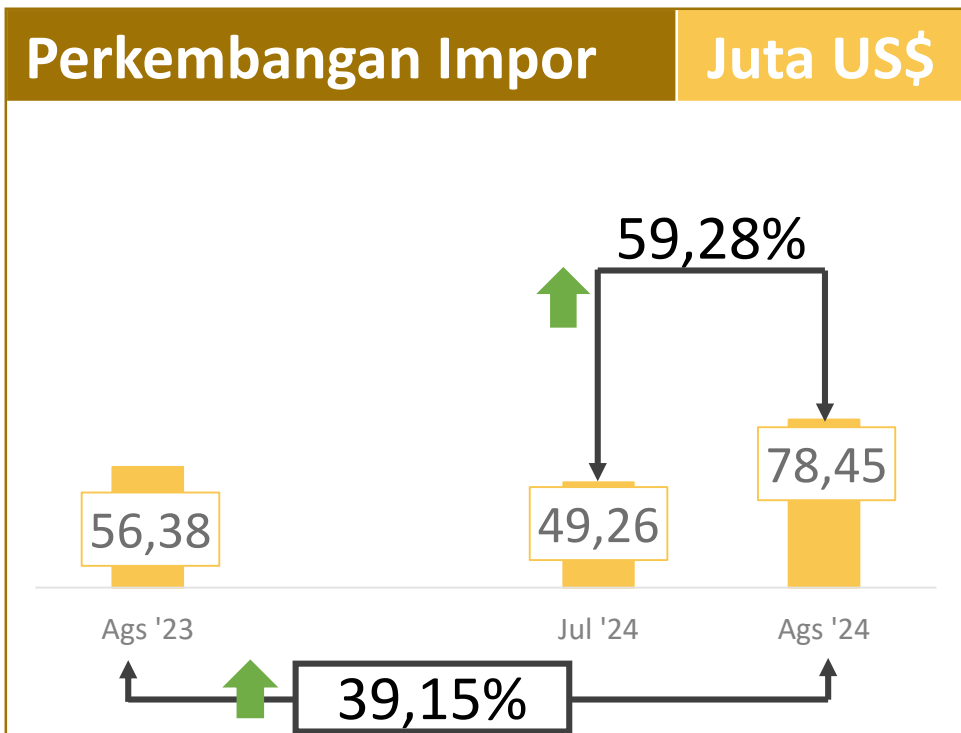 Perkembangan Impor Juta US$
59,28%
78,45
56,38 49,26
Ags '23 Jul '24 Ags '24
39,15%